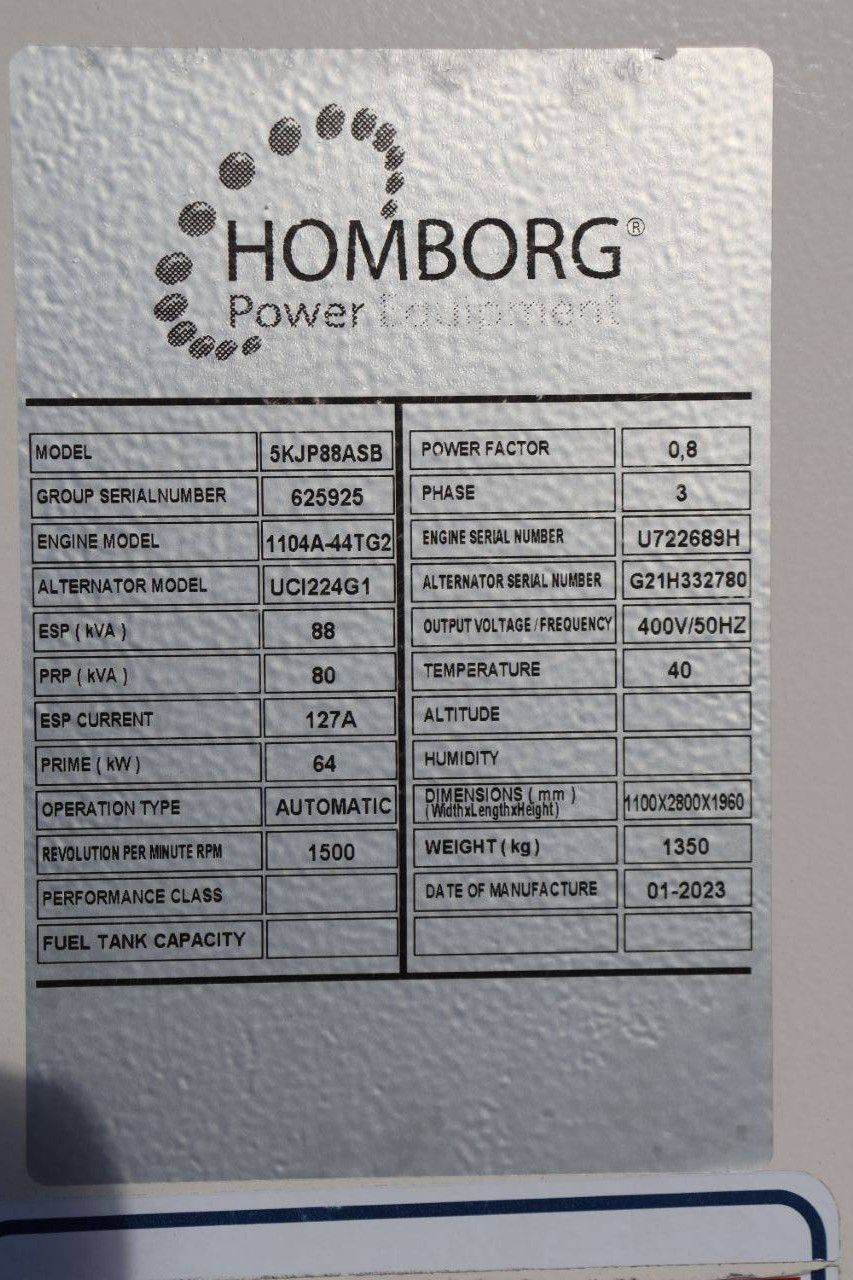 HOMBORG®
Power Equipment
MODEL 5KJP88ASB
GROUP SERIALNUMBER 625925
ENGINE MODEL 1104A-44TG2
ALTERNATOR MODEL UCI224G1
ESP ( kVA ) 88
PRP ( kVA ) 80
ESP CURRENT 127A
PRIME ( kW ) 64
OPERATION TYPE AUTOMATIC
REVOLUTION PER MINUTE RPM 1500
PERFORMANCE CLASS
FUEL TANK CAPACITY
POWER FACTOR 0,8
PHASE 3
ENGINE SERIAL NUMBER U722689H
ALTERNATOR SERIAL NUMBER G21H332780
OUTPUT VOLTAGE / FREQUENCY 400V/50HZ
TEMPERATURE 40
ALTITUDE
HUMIDITY
DIMENSIONS ( mm )
(WidthxLengthxHeight) 1100X2800X1960
WEIGHT ( kg ) 1350
DATE OF MANUFACTURE 01-2023